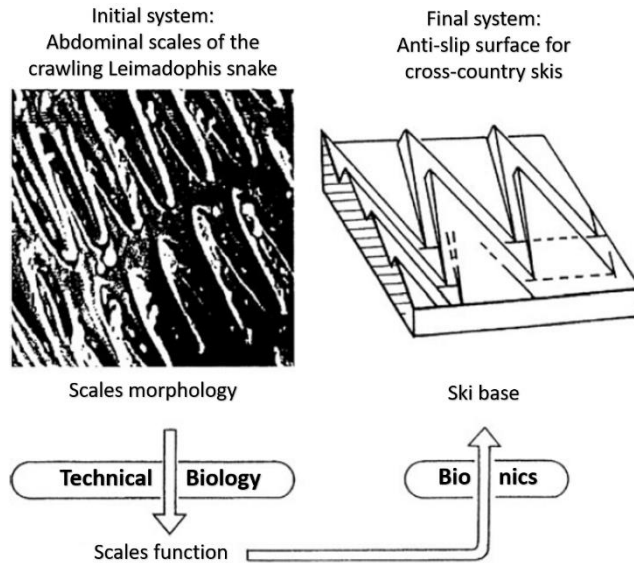 Initial system:
Abdominal scales of the
crawling Leimadophis snake
Final system:
Anti-slip surface for
cross-country skis
Scales morphology
Ski base
Technical Biology
Bio nics
Scales function